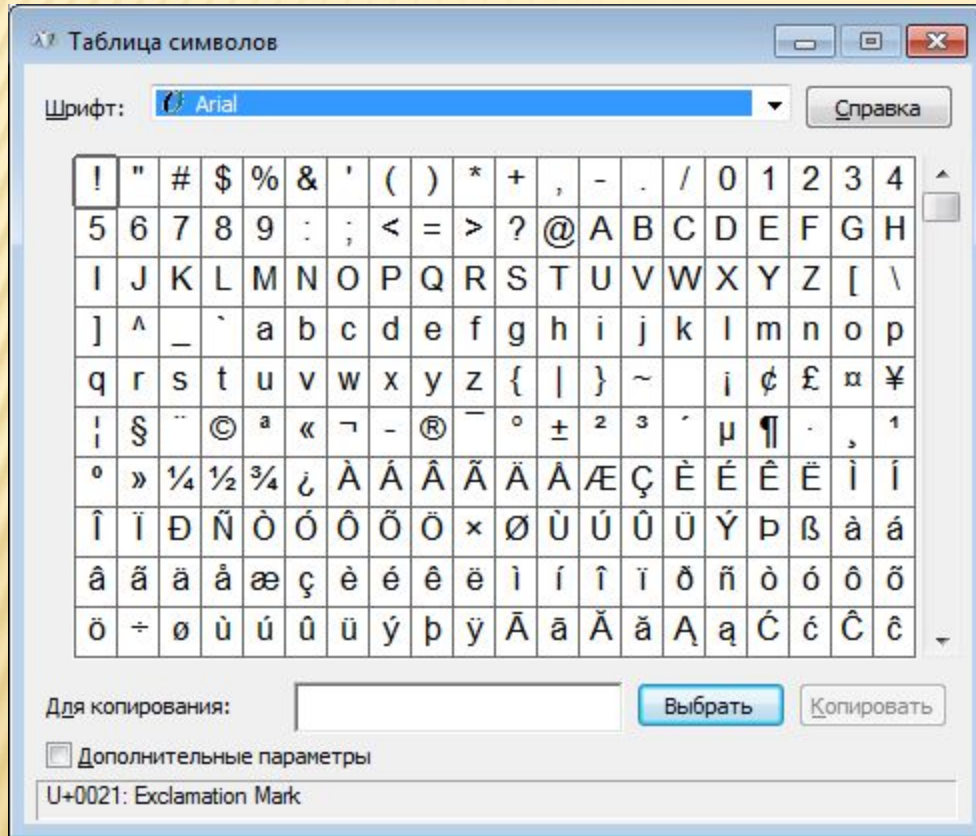 Таблица символов
Шрифт: Arial Справка
! " # $ % & ' ( ) * + , - . / 0 1 2 3 4
5 6 7 8 9 : ; < = > ? @ A B C D E F G H
I J K L M N O P Q R S T U V W X Y Z [ \
] ^ _ ` a b c d e f g h i j k l m n o p
q r s t u v w x y z { | } ~ ¡ ¢ £ ¤ ¥
¦ § ¨ © ª « ¬ - ® ¯ ° ± ² ³ ´ µ ¶ · ¸ ¹
º » ¼ ½ ¾ ¿ À Á Â Ã Ä Å Æ Ç È É Ê Ë Ì Í
Î Ï Ð Ñ Ò Ó Ô Õ Ö × Ø Ù Ú Û Ü Ý Þ ß à á
â ã ä å æ ç è é ê ë ì í î ï ð ñ ò ó ô õ
ö ÷ ø ù ú û ü ý þ ÿ Ā ā Ă ă Ą ą Ć ć Ĉ ĉ
Для копирования: Выбрать Копировать
Дополнительные параметры
U+0021: Exclamation Mark